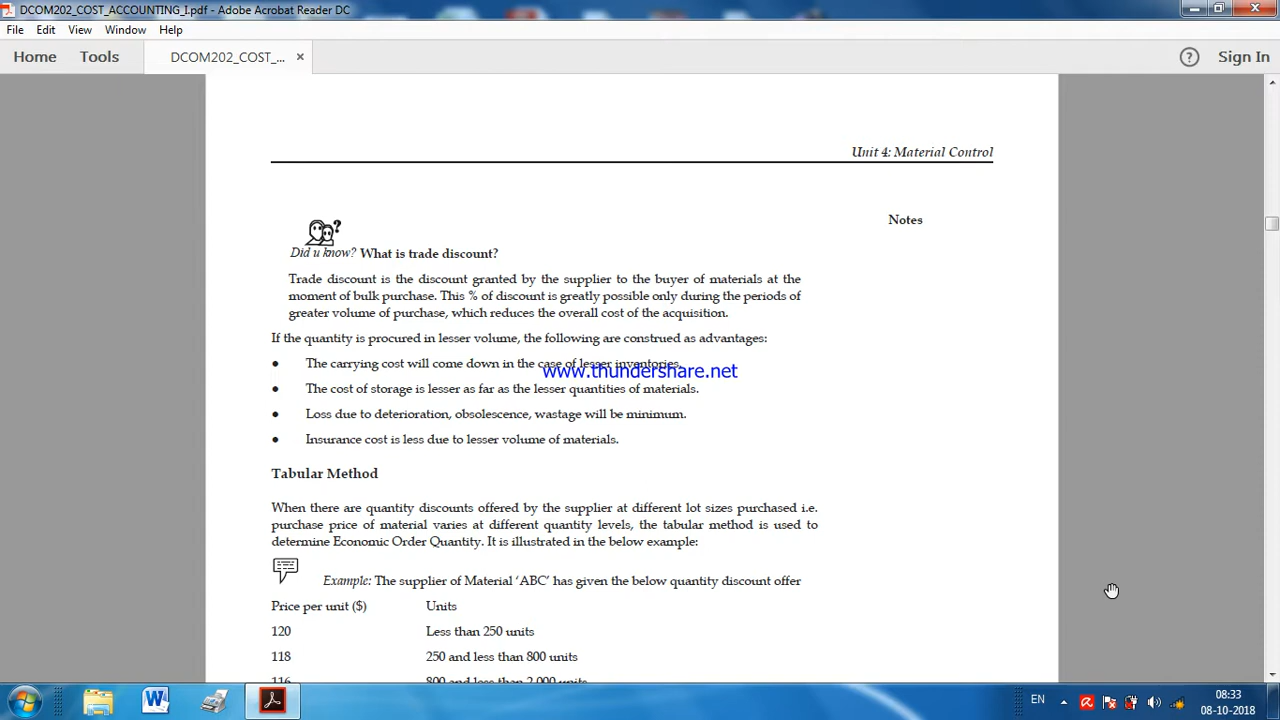 DCOM202_COST_ACCOUNTING_I.pdf - Adobe Acrobat Reader DC
File Edit View Window Help
Home Tools DCOM202_COST_... × ? Sign In
Unit 4: Material Control
Notes
?
Did u know? What is trade discount?
Trade discount is the discount granted by the supplier to the buyer of materials at the
moment of bulk purchase. This % of discount is greatly possible only during the periods of
greater volume of purchase, which reduces the overall cost of the acquisition.
If the quantity is procured in lesser volume, the following are construed as advantages:
• The carrying cost will come down in the case of lesser inventories.
www.thundershare.net
• The cost of storage is lesser as far as the lesser quantities of materials.
• Loss due to deterioration, obsolescence, wastage will be minimum.
• Insurance cost is less due to lesser volume of materials.
Tabular Method
When there are quantity discounts offered by the supplier at different lot sizes purchased i.e.
purchase price of material varies at different quantity levels, the tabular method is used to
determine Economic Order Quantity. It is illustrated in the below example:
Example: The supplier of Material ‘ABC’ has given the below quantity discount offer
Price per unit ($) Units
120 Less than 250 units
118 250 and less than 800 units
116 800 and less than 2,000 units
EN 08:33
08-10-2018